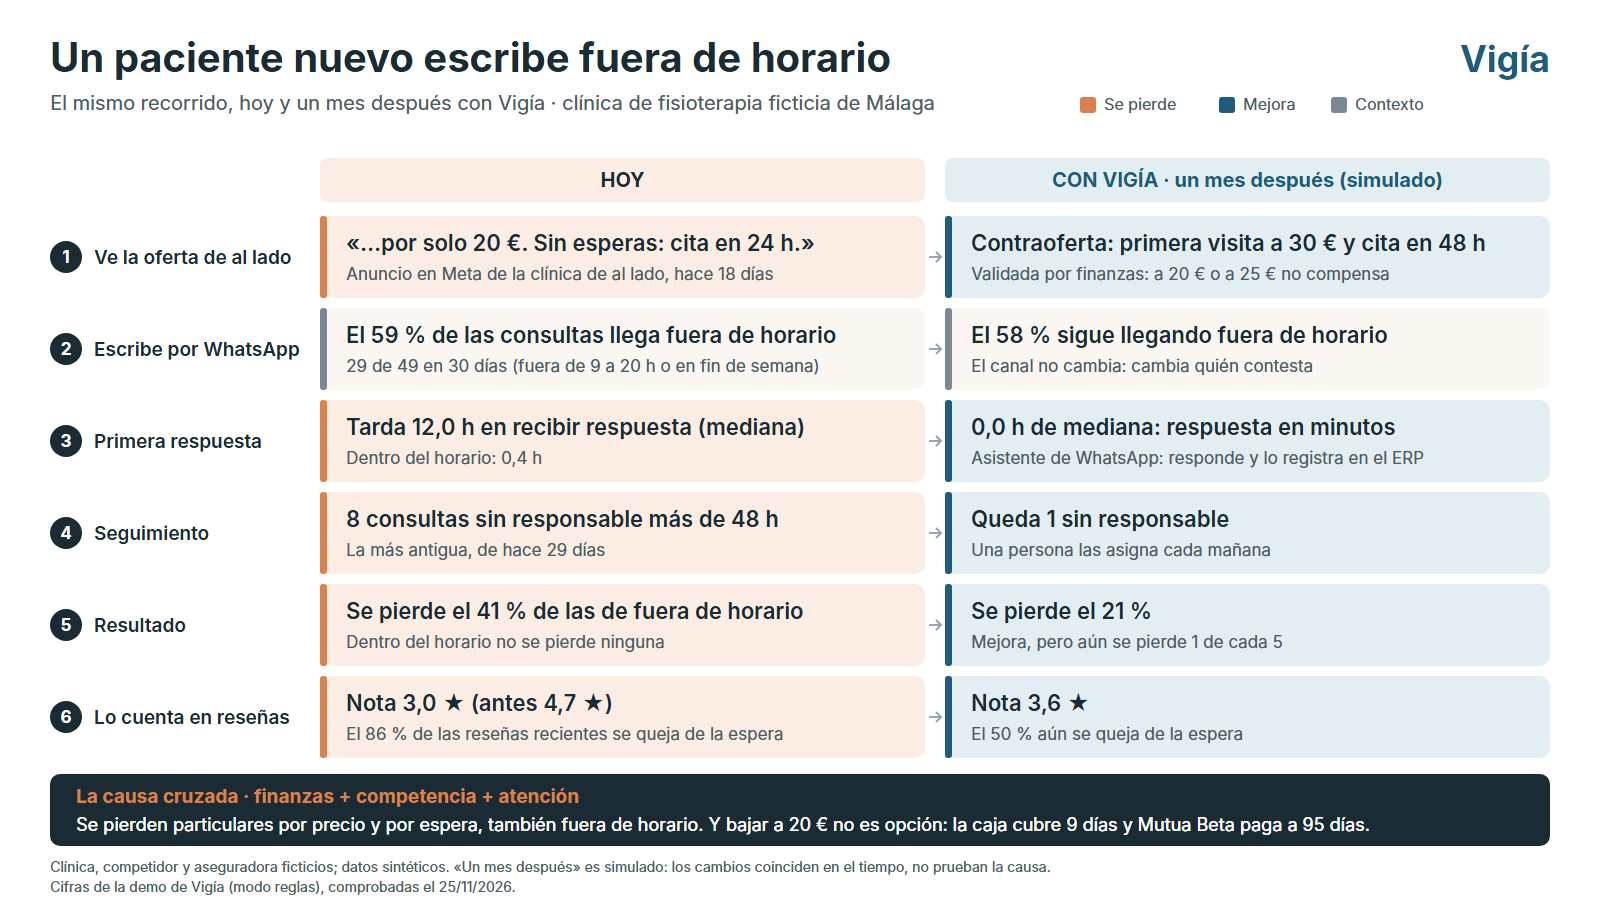 Un paciente nuevo escribe fuera de horario
Vigía
El mismo recorrido, hoy y un mes después con Vigía · clínica de fisioterapia ficticia de Málaga
Se pierde
Mejora
Contexto
HOY
CON VIGÍA · un mes después (simulado)
1
Ve la oferta de al lado
«…por solo 20 €. Sin esperas: cita en 24 h.»
Anuncio en Meta de la clínica de al lado, hace 18 días
→
Contraoferta: primera visita a 30 € y cita en 48 h
Validada por finanzas: a 20 € o a 25 € no compensa
2
Escribe por WhatsApp
El 59 % de las consultas llega fuera de horario
29 de 49 en 30 días (fuera de 9 a 20 h o en fin de semana)
→
El 58 % sigue llegando fuera de horario
El canal no cambia: cambia quién contesta
3
Primera respuesta
Tarda 12,0 h en recibir respuesta (mediana)
Dentro del horario: 0,4 h
→
0,0 h de mediana: respuesta en minutos
Asistente de WhatsApp: responde y lo registra en el ERP
4
Seguimiento
8 consultas sin responsable más de 48 h
La más antigua, de hace 29 días
→
Queda 1 sin responsable
Una persona las asigna cada mañana
5
Resultado
Se pierde el 41 % de las de fuera de horario
Dentro del horario no se pierde ninguna
→
Se pierde el 21 %
Mejora, pero aún se pierde 1 de cada 5
6
Lo cuenta en reseñas
Nota 3,0 ★ (antes 4,7 ★)
El 86 % de las reseñas recientes se queja de la espera
→
Nota 3,6 ★
El 50 % aún se queja de la espera
La causa cruzada · finanzas + competencia + atención
Se pierden particulares por precio y por espera, también fuera de horario. Y bajar a 20 € no es opción: la caja cubre 9 días y Mutua Beta paga a 95 días.
Clínica, competidor y aseguradora ficticios; datos sintéticos. «Un mes después» es simulado: los cambios coinciden en el tiempo, no prueban la causa.
Cifras de la demo de Vigía (modo reglas), comprobadas el 25/11/2026.